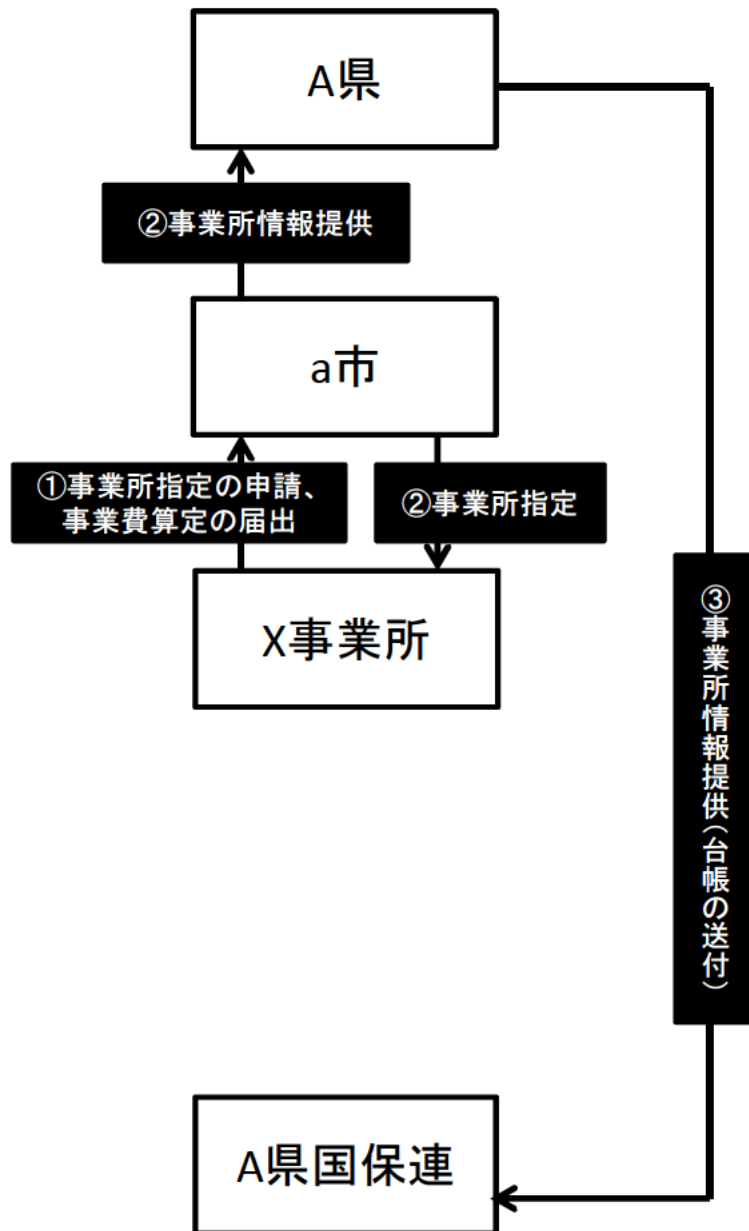 A県
②事業所情報提供
a市
①事業所指定の申請、
事業費算定の届出
②事業所指定
X事業所
③事業所情報提供（台帳の送付）
A県国保連